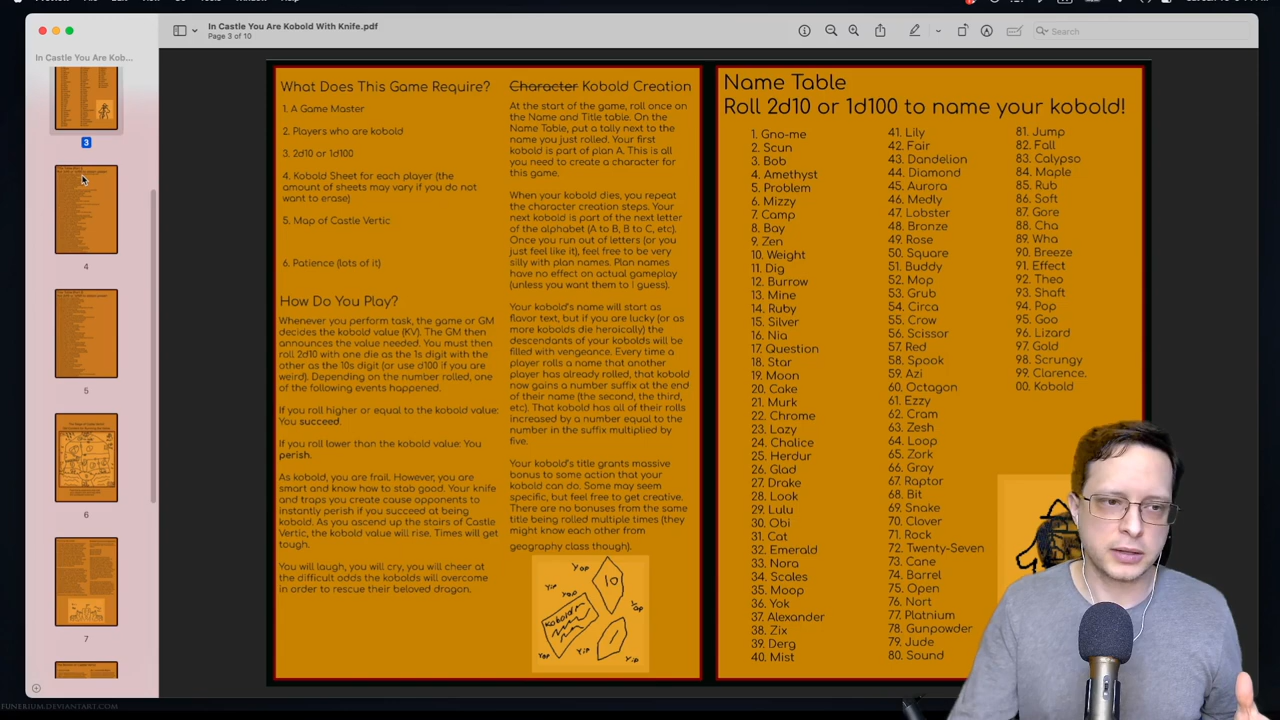 In Castle You Are Kobold With Knife.pdf
Page 3 of 10
Search
In Castle You Are Kob...
3
4
5
6
7
What Does This Game Require?
1. A Game Master
2. Players who are kobold
3. 2d10 or 1d100
4. Kobold Sheet for each player (the
amount of sheets may vary if you do not
want to erase)
5. Map of Castle Vertic
6. Patience (lots of it)
How Do You Play?
Whenever you perform task, the game or GM
decides the kobold value (KV). The GM then
announces the value needed. You must then
roll 2d10 with one die as the 1s digit with the
other as the 10s digit (or use d100 if you are
weird). Depending on the number rolled, one
of the following events happened.
If you roll higher or equal to the kobold value:
You succeed.
If you roll lower than the kobold value: You
perish.
As kobold, you are frail. However, you are
smart and know how to stab good. Your knife
and traps you create cause opponents to
instantly perish if you succeed at being
kobold. As you ascend up the stairs of Castle
Vertic, the kobold value will rise. Times will get
tough.
You will laugh, you will cry, you will cheer at
the difficult odds the kobolds will overcome
in order to rescue their beloved dragon.
Character Kobold Creation
At the start of the game, roll once on
the Name and Title table. On the
Name Table, put a tally next to the
name you just rolled. Your first
kobold is part of plan A. This is all
you need to create a character for
this game.
When your kobold dies, you repeat
the character creation steps. Your
next kobold is part of the next letter
of the alphabet (A to B, B to C, etc).
Once you run out of letters (or you
just feel like it), feel free to be very
silly with plan names. Plan names
have no effect on actual gameplay
(unless you want them to I guess).
Your kobold's name will start as
flavor text, but if you are lucky (or as
more kobolds die heroically) the
descendants of your kobolds will be
filled with vengeance. Every time a
player rolls a name that another
player has already rolled, that kobold
now gains a number suffix at the end
of their name (the second, the third,
etc). That kobold has all of their rolls
increased by a number equal to the
number in the suffix multiplied by
five.
Your kobold's title grants massive
bonus to some action that your
kobold can do. Some may seem
specific, but feel free to get creative.
There are no bonuses from the same
title being rolled multiple times (they
might know each other from
geography class though).
Yap
Yip
Yap
10
Yap
Kobold
Yap
Yip
Yip
Name Table
Roll 2d10 or 1d100 to name your kobold!
1. Gno-me
2. Scun
3. Bob
4. Amethyst
5. Problem
6. Mizzy
7. Camp
8. Bay
9. Zen
10. Weight
11. Dig
12. Burrow
13. Mine
14. Ruby
15. Silver
16. Nia
17. Question
18. Star
19. Moon
20. Cake
21. Murk
22. Chrome
23. Lazy
24. Chalice
25. Herdur
26. Glad
27. Drake
28. Look
29. Lulu
30. Obi
31. Cat
32. Emerald
33. Nora
34. Scales
35. Moop
36. Yok
37. Alexander
38. Zix
39. Derg
40. Mist
41. Lily
42. Fair
43. Dandelion
44. Diamond
45. Aurora
46. Medly
47. Lobster
48. Bronze
49. Rose
50. Square
51. Buddy
52. Mop
53. Grub
54. Circa
55. Crow
56. Scissor
57. Red
58. Spook
59. Azi
60. Octagon
61. Ezzy
62. Cram
63. Zesh
64. Loop
65. Zork
66. Gray
67. Raptor
68. Bit
69. Snake
70. Clover
71. Rock
72. Twenty-Seven
73. Cane
74. Barrel
75. Open
76. Nort
77. Platnium
78. Gunpowder
79. Jude
80. Sound
81. Jump
82. Fall
83. Calypso
84. Maple
85. Rub
86. Soft
87. Gore
88. Cha
89. Wha
90. Breeze
91. Effect
92. Theo
93. Shaft
94. Pop
95. Goo
96. Lizard
97. Gold
98. Scrungy
99. Clarence.
00. Kobold
FUNERIUM.DEVIANTART.COM